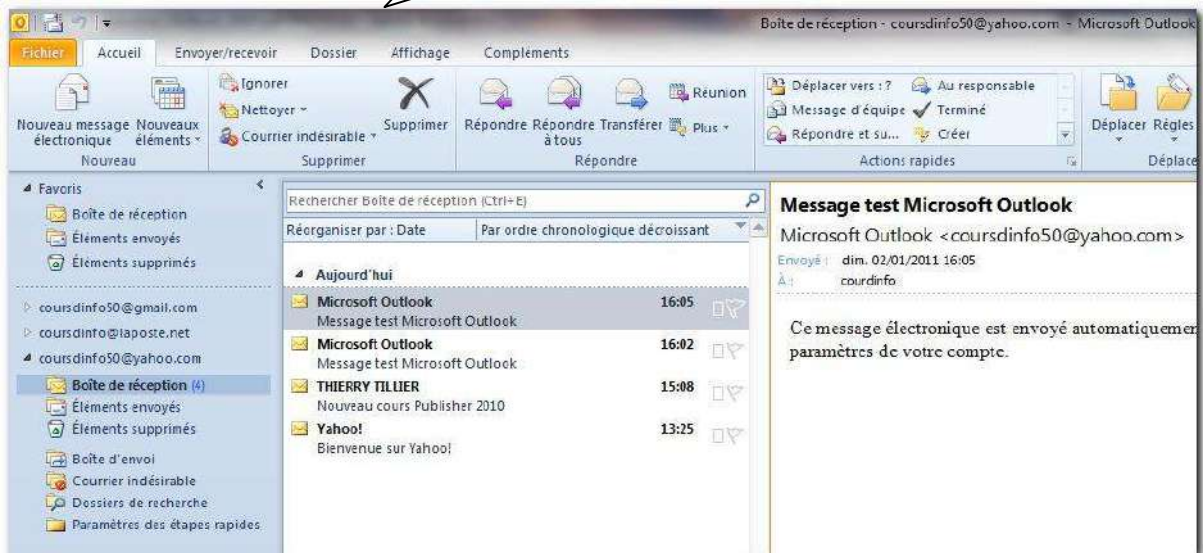 Boîte de réception - coursdinfo50@yahoo.com - Microsoft Outlook
Fichier Accueil Envoyer/recevoir Dossier Affichage Compléments
Nouveau message électronique
Nouveaux éléments
Nouveau
Ignorer
Nettoyer
Courrier indésirable
Supprimer
Supprimer
Répondre
Répondre à tous
Transférer
Réunion
Plus
Répondre
Déplacer vers : ?
Message d'équipe
Répondre et su...
Au responsable
Terminé
Créer
Actions rapides
Déplacer
Règles
Déplace
Favoris
Boîte de réception
Éléments envoyés
Éléments supprimés
coursdinfo50@gmail.com
coursdinfo@laposte.net
coursdinfo50@yahoo.com
Boîte de réception (4)
Éléments envoyés
Éléments supprimés
Boîte d'envoi
Courrier indésirable
Dossiers de recherche
Paramètres des étapes rapides
Rechercher Boîte de réception (Ctrl+E)
Réorganiser par : Date Par ordre chronologique décroissant
Aujourd'hui
Microsoft Outlook 16:05
Message test Microsoft Outlook
Microsoft Outlook 16:02
Message test Microsoft Outlook
THIERRY TILLIER 15:08
Nouveau cours Publisher 2010
Yahoo! 13:25
Bienvenue sur Yahoo!
Message test Microsoft Outlook
Microsoft Outlook <coursdinfo50@yahoo.com>
Envoyé : dim. 02/01/2011 16:05
À : courdinfo
Ce message électronique est envoyé automatiquemen
paramètres de votre compte.